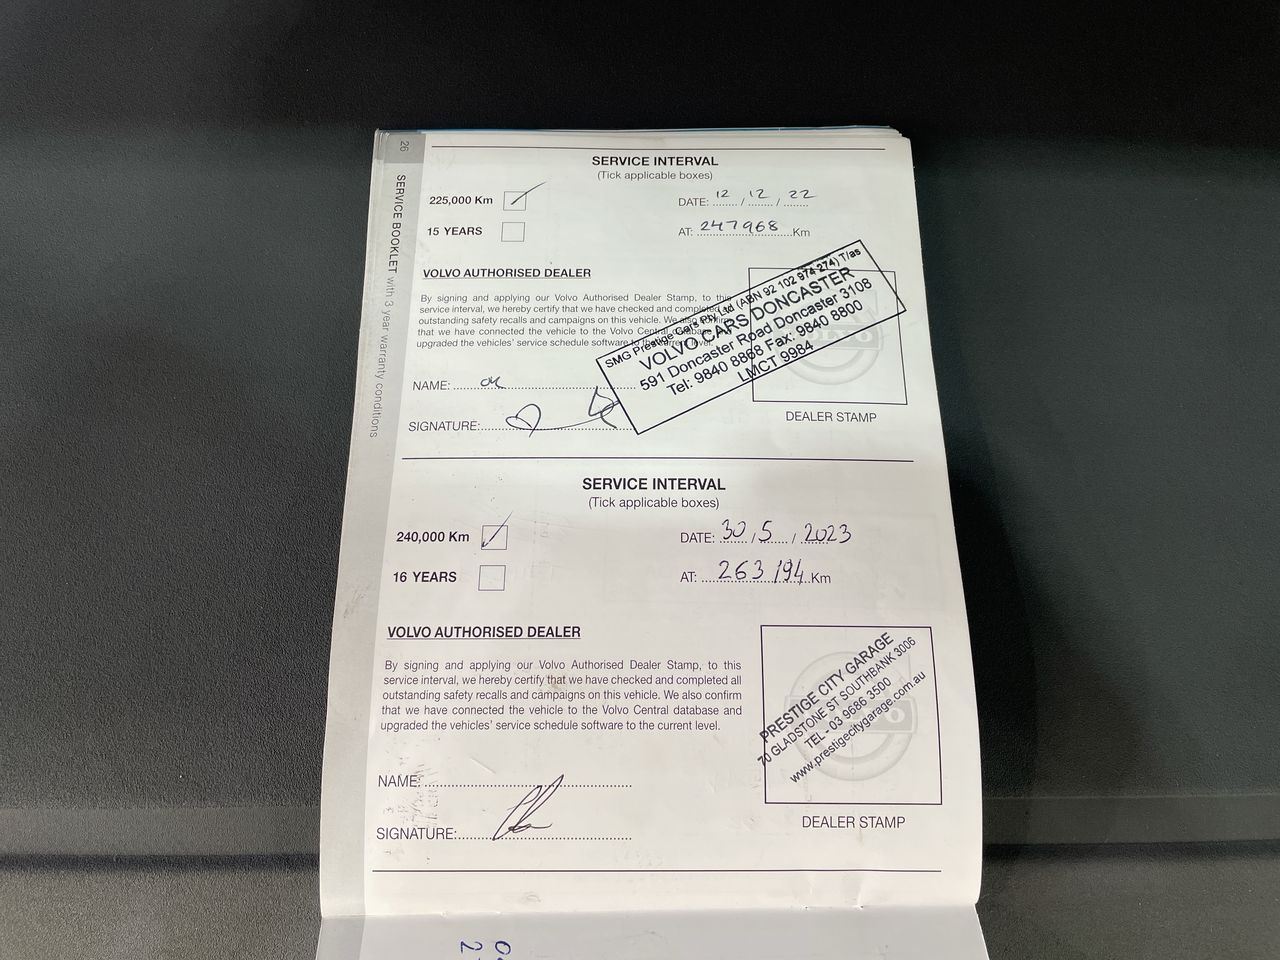 26
SERVICE BOOKLET with 3 year warranty conditions
SERVICE INTERVAL
(Tick applicable boxes)
225,000 Km
DATE: 12 / 12 / 22
15 YEARS
AT: 247968 Km
VOLVO AUTHORISED DEALER
By signing and applying our Volvo Authorised Dealer Stamp, to this
service interval, we hereby certify that we have checked and completed
outstanding safety recalls and campaigns on this vehicle. We also confirm
that we have connected the vehicle to the Volvo Central database
upgraded the vehicles' service schedule software to the current level.
SMG Prestige Cars Pty Ltd (ABN 92 102 974 274) T/as
VOLVO CARS DONCASTER
591 Doncaster Road Doncaster 3108
Tel: 9840 8868 Fax: 9840 8800
LMCT 9984
NAME:
SIGNATURE:
DEALER STAMP
SERVICE INTERVAL
(Tick applicable boxes)
240,000 Km
DATE: 30 / 5 / 2023
16 YEARS
AT: 263194 Km
VOLVO AUTHORISED DEALER
By signing and applying our Volvo Authorised Dealer Stamp, to this
service interval, we hereby certify that we have checked and completed all
outstanding safety recalls and campaigns on this vehicle. We also confirm
that we have connected the vehicle to the Volvo Central database and
upgraded the vehicles' service schedule software to the current level.
PRESTIGE CITY GARAGE
70 GLADSTONE ST SOUTHBANK 3006
TEL - 03 9686 3500
www.prestigecitygarage.com.au
NAME:
SIGNATURE:
DEALER STAMP